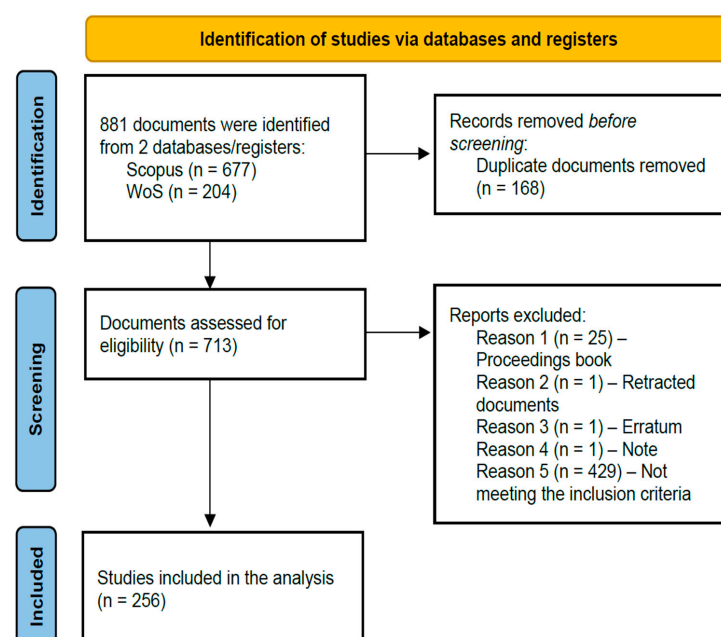 Identification of studies via databases and registers
Identification
881 documents were identified
from 2 databases/registers:
Scopus (n = 677)
WoS (n = 204)
Records removed before
screening:
Duplicate documents removed
(n = 168)
Screening
Documents assessed for
eligibility (n = 713)
Reports excluded:
Reason 1 (n = 25) –
Proceedings book
Reason 2 (n = 1) – Retracted
documents
Reason 3 (n = 1) – Erratum
Reason 4 (n = 1) – Note
Reason 5 (n = 429) – Not
meeting the inclusion criteria
Included
Studies included in the analysis
(n = 256)